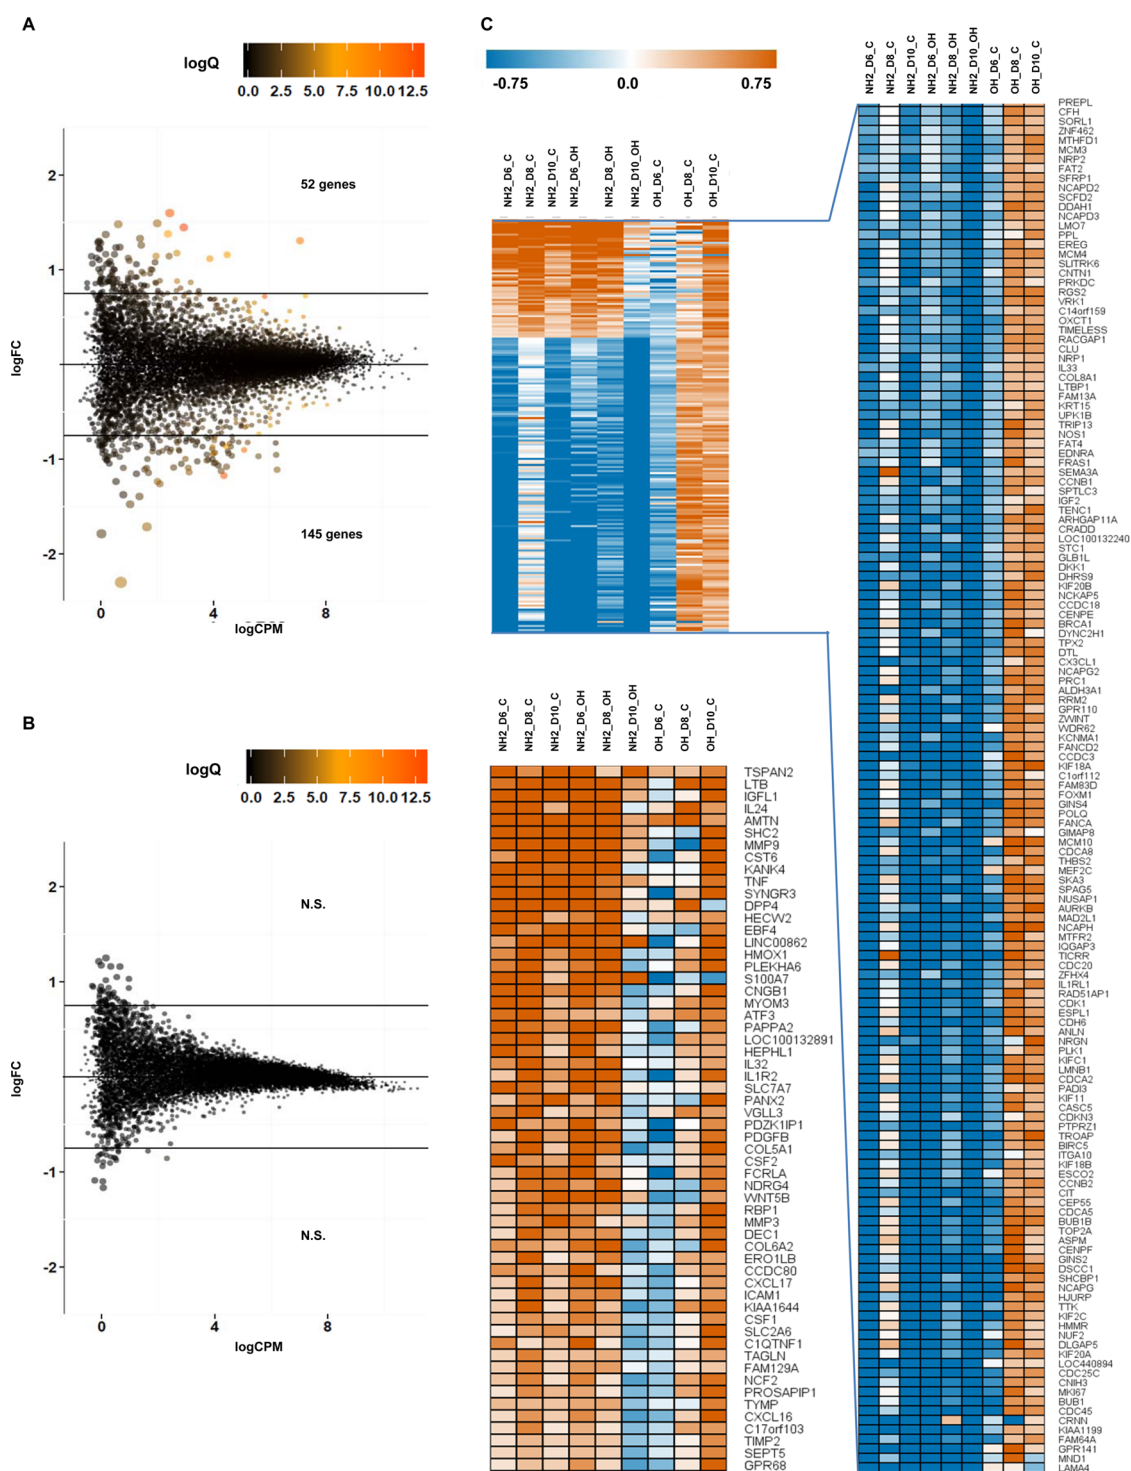 A
logQ
0.0 2.5 5.0 7.5 10.0 12.5
2
1
0
-1
-2
52 genes
145 genes
logFC
0 4 8
logCPM
B
logQ
0.0 2.5 5.0 7.5 10.0 12.5
2
1
0
-1
-2
N.S.
N.S.
logFC
0 4 8
logCPM
C
-0.75 0.0 0.75
NH2_D6_C
NH2_D8_C
NH2_D10_C
NH2_D6_OH
NH2_D8_OH
NH2_D10_OH
OH_D6_C
OH_D8_C
OH_D10_C
NH2_D6_C
NH2_D8_C
NH2_D10_C
NH2_D6_OH
NH2_D8_OH
NH2_D10_OH
OH_D6_C
OH_D8_C
OH_D10_C
TSPAN2
LTB
IGFL1
IL24
AMTN
SHC2
MMP9
CST6
KANK4
TNF
SYNGR3
DPP4
HECW2
EBF4
LINC00862
HMOX1
PLEKHA6
S100A7
CNGB1
MYOM3
ATF3
PAPPA2
LOC100132891
HEPHL1
IL32
IL1R2
SLC7A7
PANX2
VGLL3
PDZK1IP1
PDGFB
COL5A1
CSF2
FCRLA
NDRG4
WNT5B
RBP1
MMP3
DEC1
COL6A2
ERO1LB
CCDC80
CXCL17
ICAM1
KIAA1644
CSF1
SLC2A6
C1QTNF1
TAGLN
FAM129A
NCF2
PROSAPIP1
TYMP
CXCL16
C17orf103
TIMP2
SEPT5
GPR68
NH2_D6_C
NH2_D8_C
NH2_D10_C
NH2_D6_OH
NH2_D8_OH
NH2_D10_OH
OH_D6_C
OH_D8_C
OH_D10_C
PREPL
CFH
SORL1
ZNF462
MTHFD1
MCM3
NRP2
FAT2
SFRP1
NCAPD2
SCFD2
DDAH1
NCAPD3
LMO7
PPL
EREG
MCM4
SLITRK6
CNTN1
PRKDC
RGS2
VRK1
C14orf159
OXCT1
TIMELESS
RACGAP1
CLU
NRP1
IL33
COL8A1
LTBP1
FAM13A
KRT15
UPK1B
TRIP13
NOS1
FAT4
EDNRA
FRAS1
SEMA3A
CCNB1
SPTLC3
IGF2
TENC1
ARHGAP11A
CRADD
LOC100132240
STC1
GLB1L
DKK1
DHRS9
KIF20B
NCKAP5
CCDC18
CENPE
BRCA1
DYNC2H1
TPX2
DTL
CX3CL1
NCAPG2
PRC1
ALDH3A1
RRM2
GPR110
ZWINT
WDR62
KCNMA1
FANCD2
CCDC3
KIF18A
C1orf112
FAM83D
FOXM1
GINS4
POLQ
FANCA
GIMAP8
MCM10
CDCA8
THBS2
MEF2C
SKA3
SPAG5
NUSAP1
AURKB
MAD2L1
NCAPH
MTFR2
IQGAP3
TICRR
CDC20
ZFHX4
IL1RL1
RAD51AP1
CDK1
ESPL1
CDH6
ANLN
NRGN
PLK1
KIFC1
LMNB1
CDCA2
PADI3
KIF11
CASC5
CDKN3
PTPRZ1
TROAP
BIRC5
ITGA10
KIF18B
ESCO2
CCNB2
CIT
CEP55
CDCA5
BUB1B
TOP2A
ASPM
CENPF
GINS2
DSCC1
SHCBP1
NCAPG
HJURP
TTK
KIF2C
HMMR
NUF2
DLGAP5
KIF20A
LOC440894
CDC25C
CNIH3
MKI67
BUB1
CDC45
CRNN
KIAA1199
FAM64A
GPR141
MND1
LAMA4